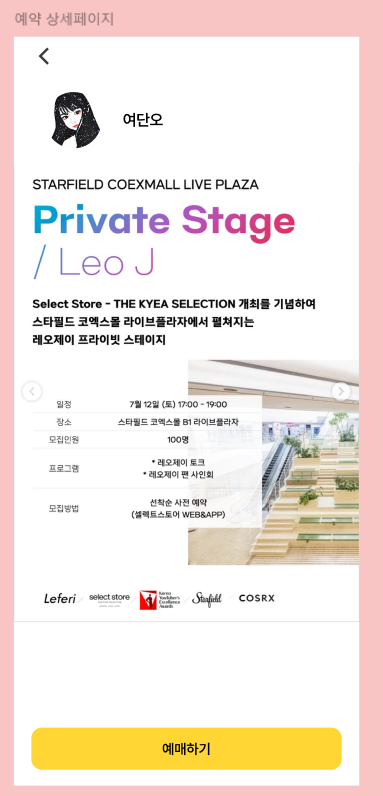 예약 상세페이지
여단오
STARFIELD COEXMALL LIVE PLAZA
Private Stage
/ Leo J
Select Store - THE KYEA SELECTION 개최를 기념하여
스타필드 코엑스몰 라이브플라자에서 펼쳐지는
레오제이 프라이빗 스테이지
일정 7월 12일 (토) 17:00 - 19:00
장소 스타필드 코엑스몰 B1 라이브플라자
모집인원 100명
프로그램 * 레오제이 토크
* 레오제이 팬 사인회
모집방법 선착순 사전 예약
(셀렉트스토어 WEB&APP)
Leferi select store Korea Youtuber's Excellence Awards Starfield COSRX
예매하기